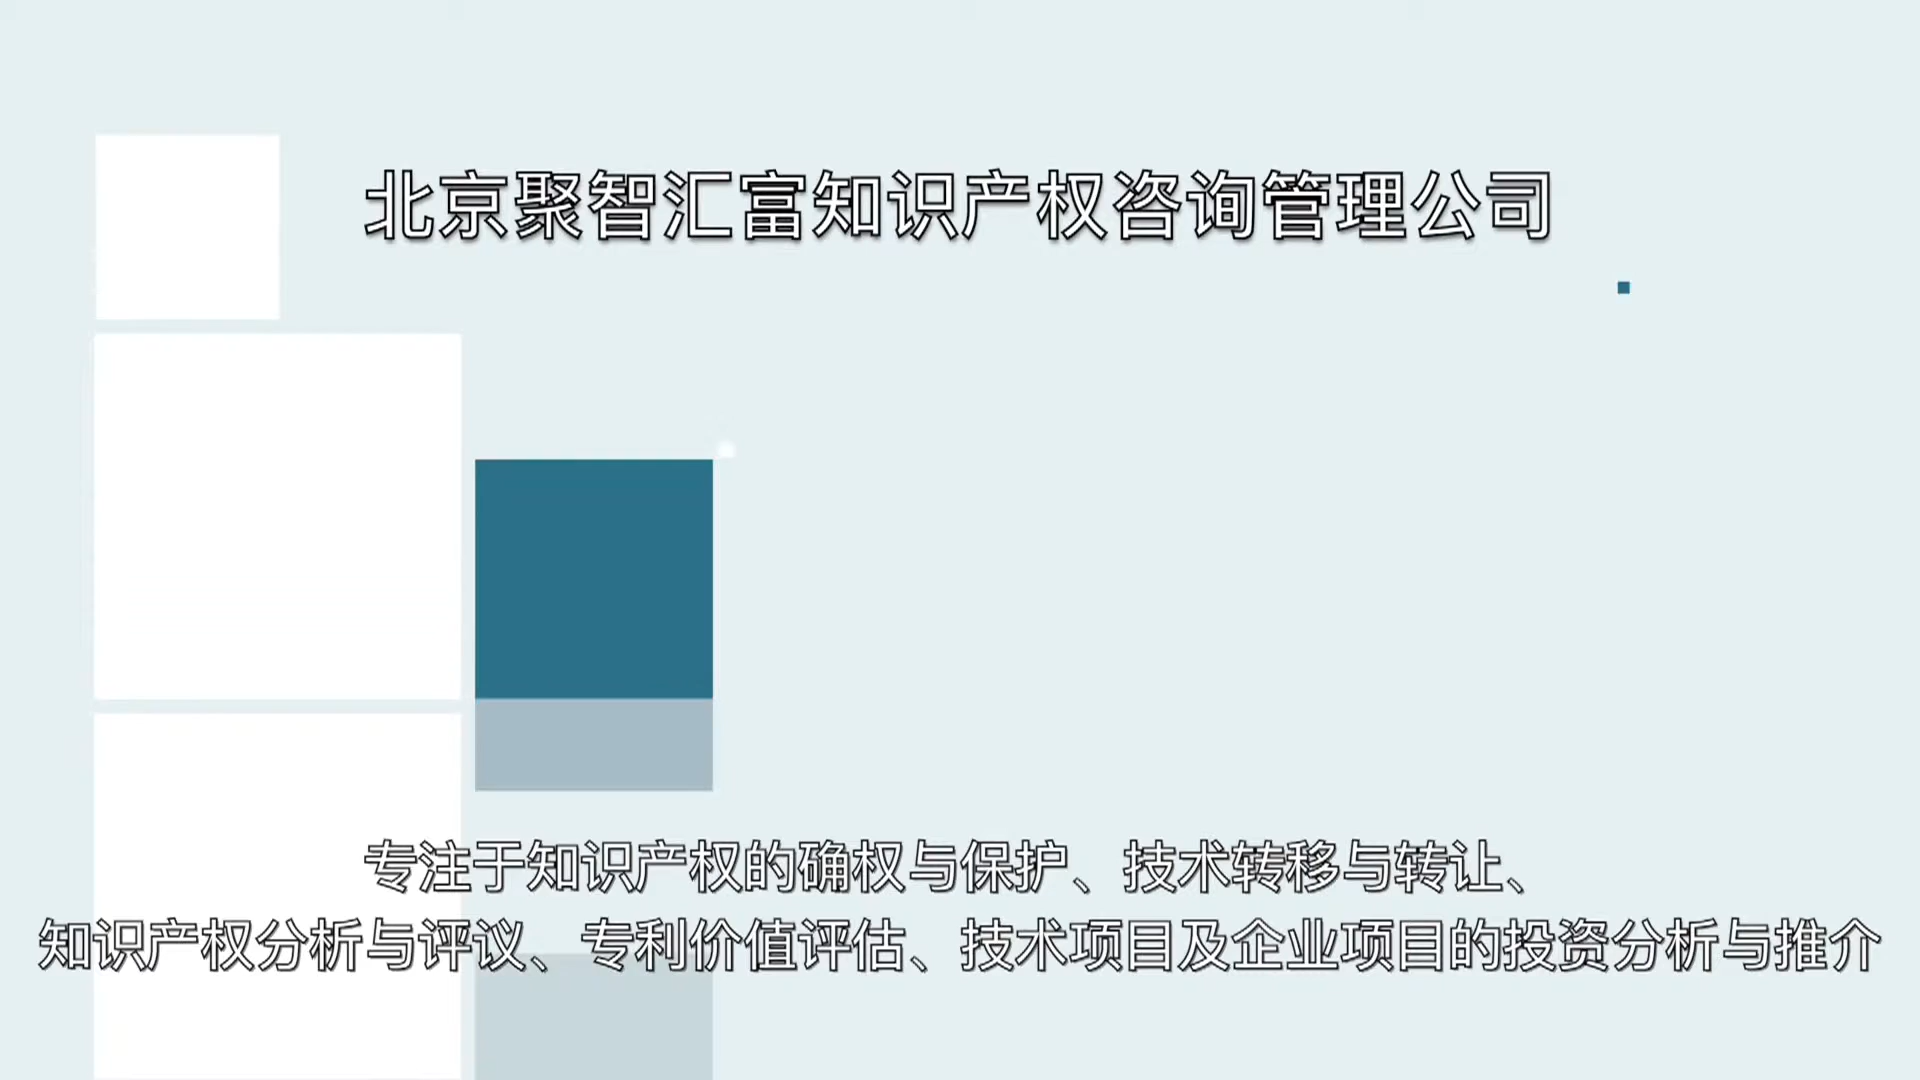 北京聚智汇富知识产权咨询管理公司
专注于知识产权的确权与保护、技术转移与转让、
知识产权分析与评议、专利价值评估、技术项目及企业项目的投资分析与推介